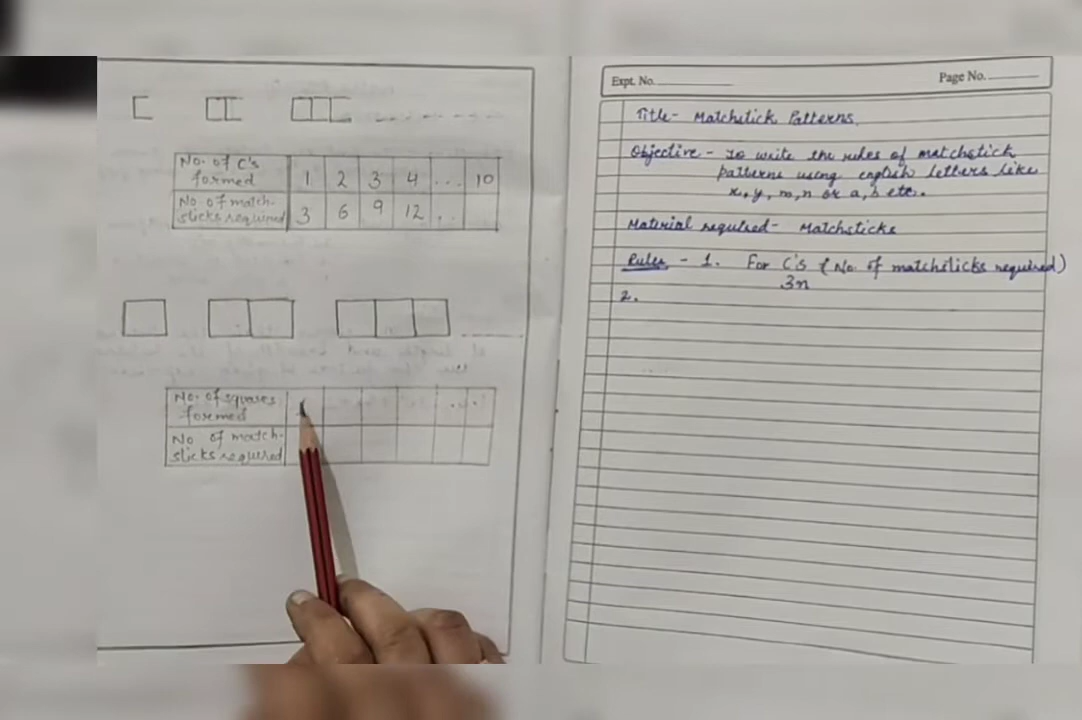 No. of C's
formed 1 2 3 4 ... 10
No. of match-
sticks required 3 6 9 12 ..
No. of squares
formed
No. of match-
sticks required
Expt. No. Page No.
Title- Matchstick Patterns.
Objective - To write the rules of matchstick
patterns using english letters like
x, y, m, n or a, b etc.
Material required- Matchsticks
Rules - 1. For C's (No. of matchsticks required)
3n
2.